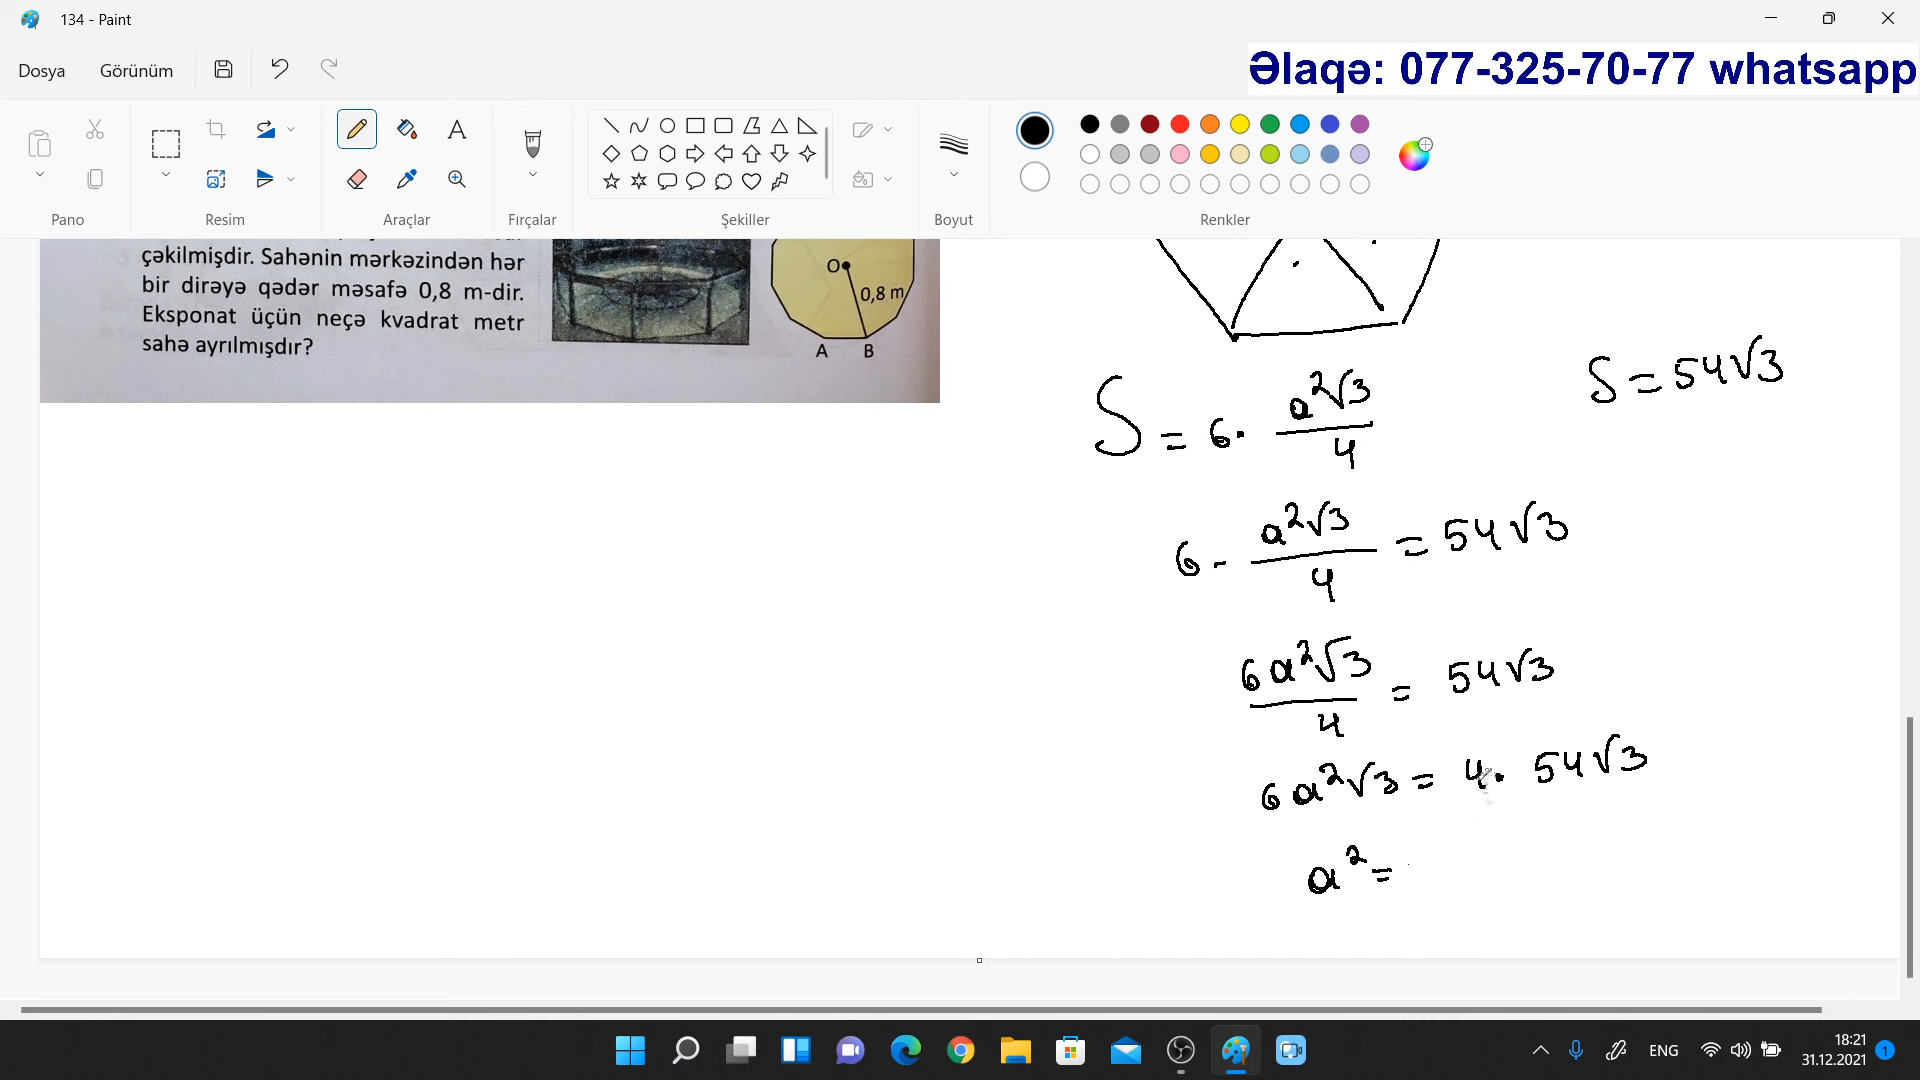 134 - Paint
Dosya Görünüm
Əlaqə: 077-325-70-77 whatsapp
Pano Resim Araçlar Fırçalar Şekiller Boyut Renkler
çəkilmişdir. Sahənin mərkəzindən hər
bir dirəyə qədər məsafə 0,8 m-dir.
Eksponat üçün neçə kvadrat metr
sahə ayrılmışdır?
O
0,8 m
A B
S = 54√3
S = 6· a²√3/4
6· a²√3/4 = 54√3
6a²√3/4 = 54√3
6a²√3 = 4· 54√3
a² =
ENG
18:21
31.12.2021
1